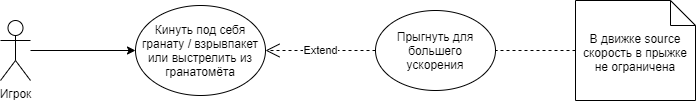 Игрок
Кинуть под себя
гранату / взрывпакет
или выстрелить из
гранатомёта
Extend
Прыгнуть для
большего
ускорения
В движке source
скорость в прыжке
не ограничена